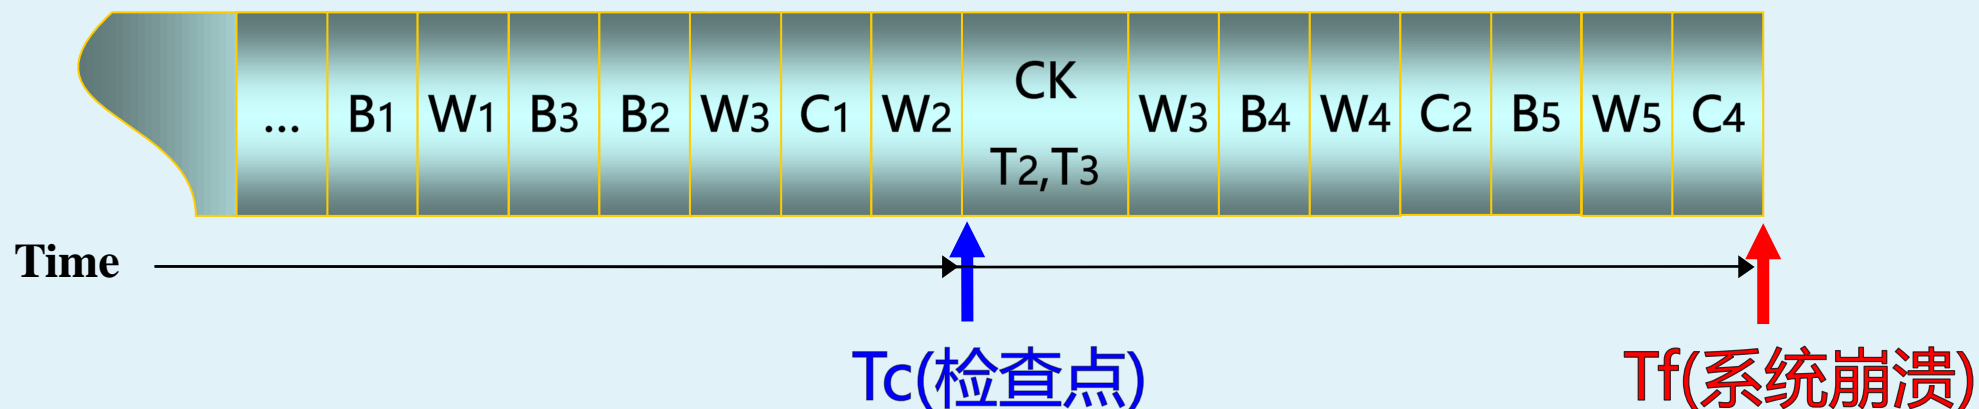 ... B1 W1 B3 B2 W3 C1 W2 CK T2,T3 W3 B4 W4 C2 B5 W5 C4
Time
Tc(检查点) Tf(系统崩溃)